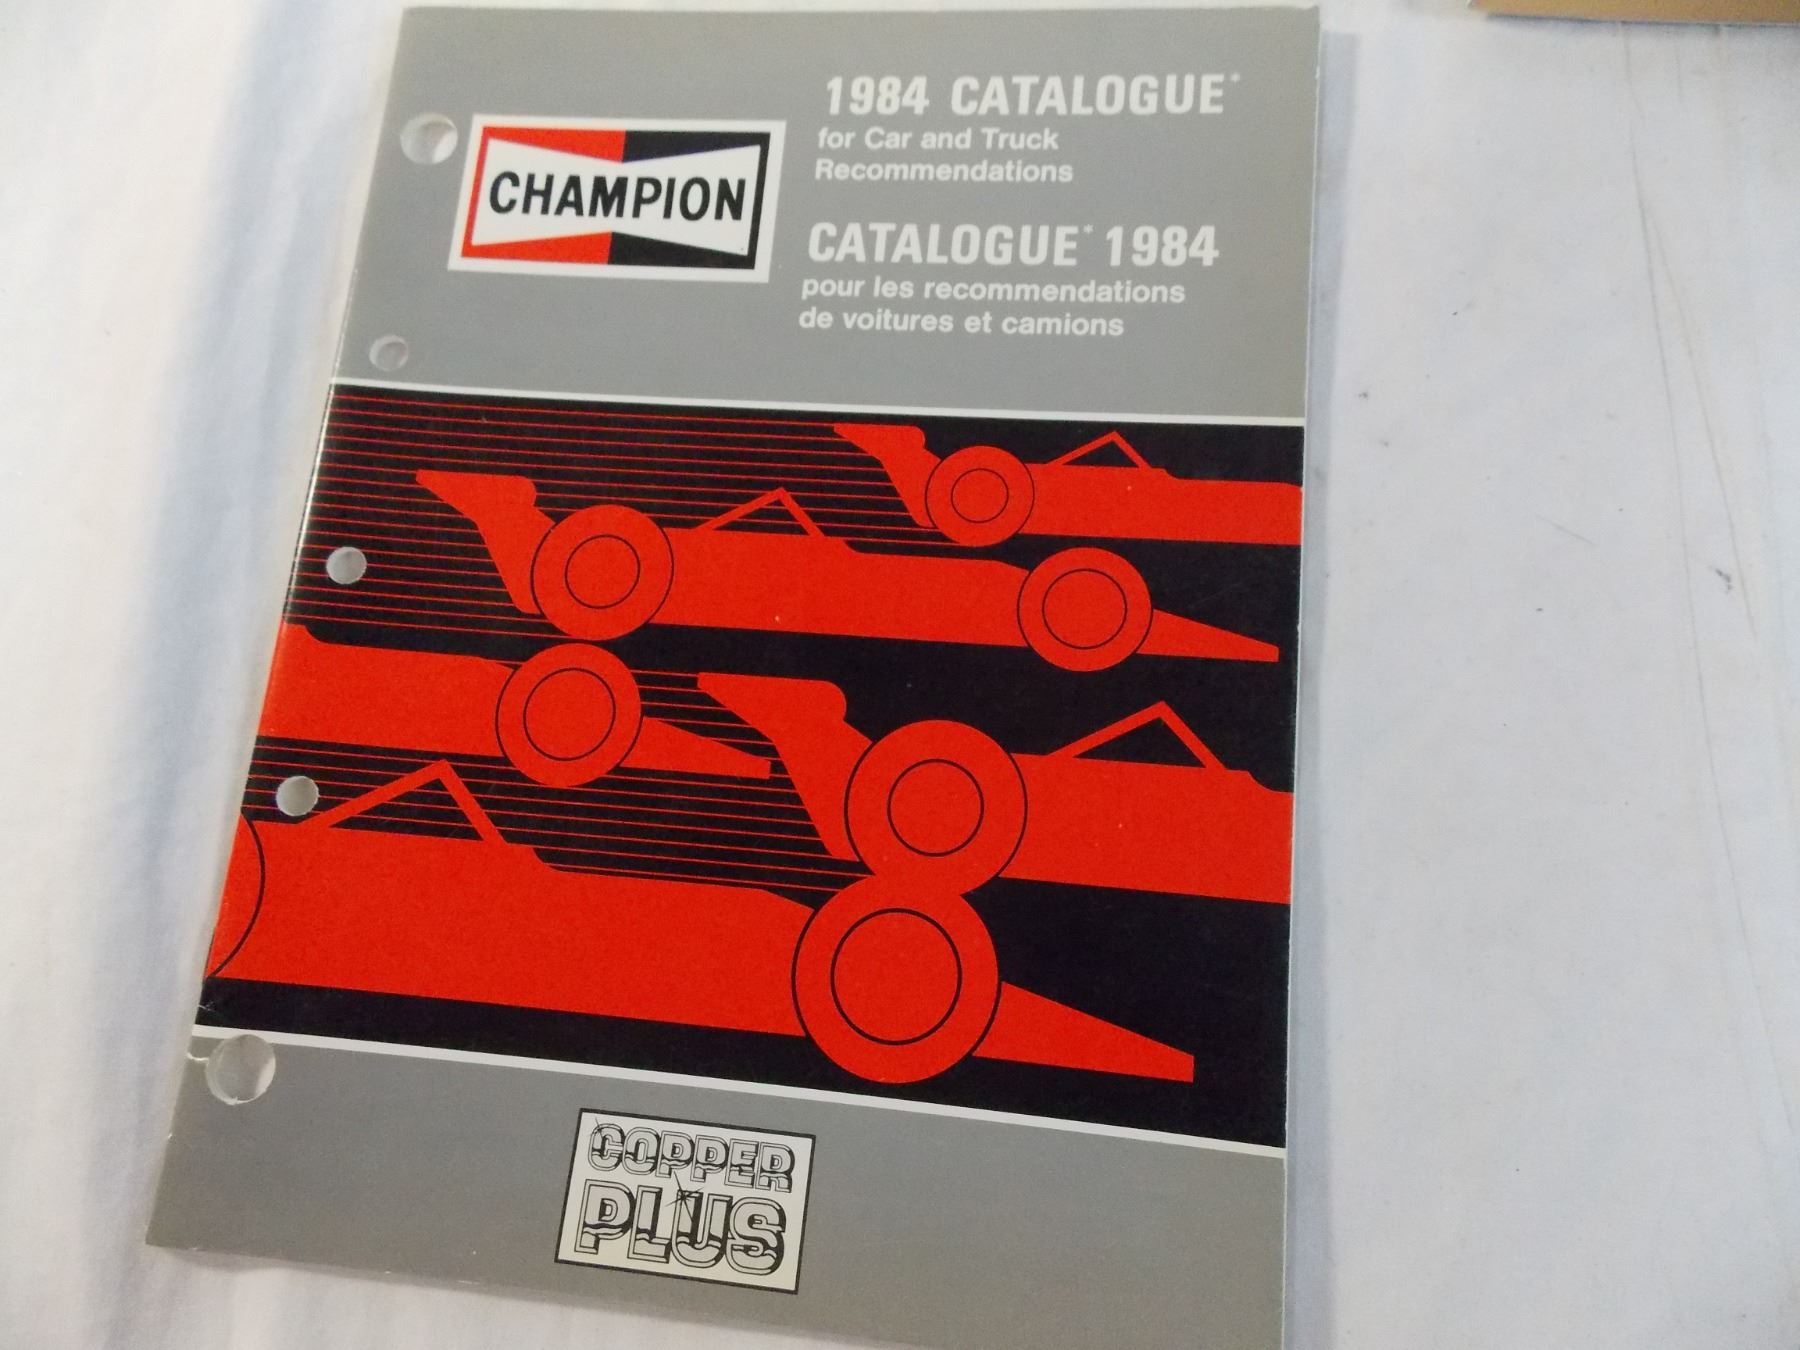 CHAMPION
1984 CATALOGUE*
for Car and Truck
Recommendations
CATALOGUE* 1984
pour les recommendations
de voitures et camions
COPPER
PLUS